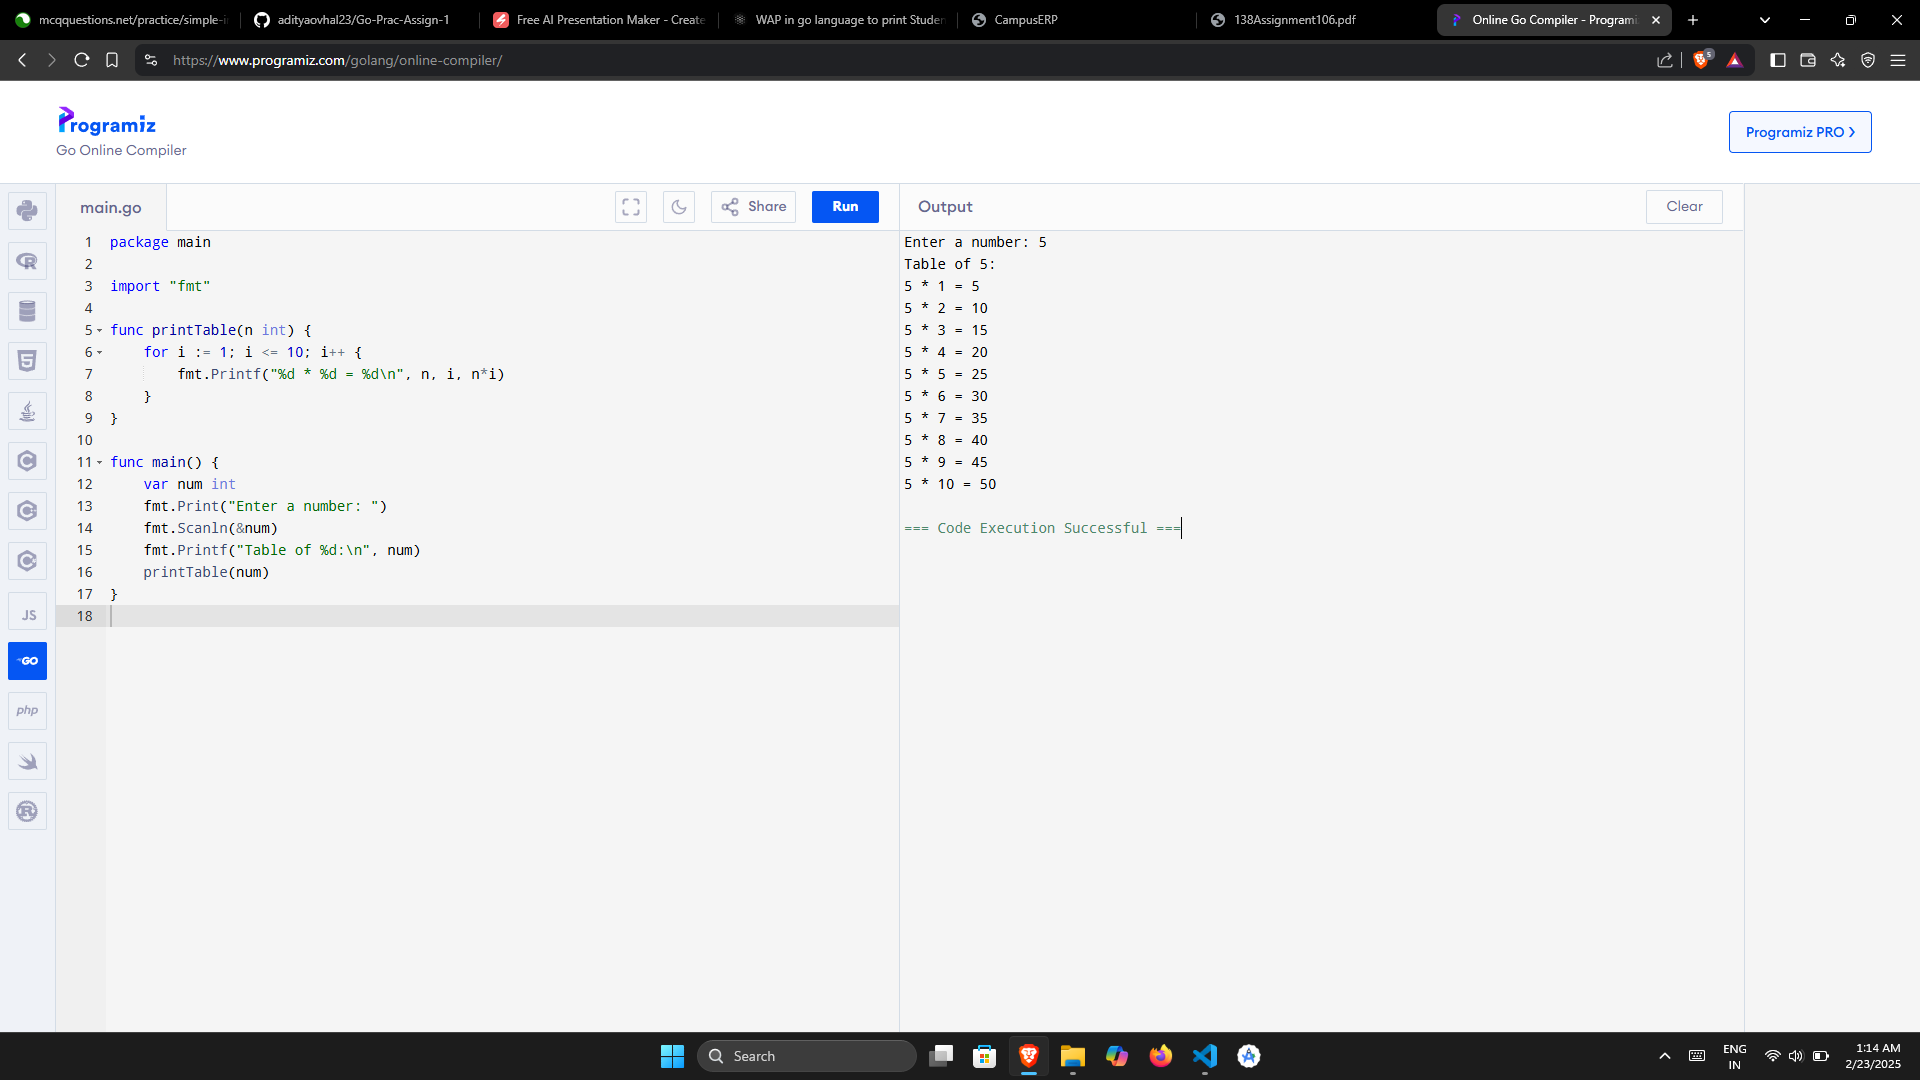 mcqquestions.net/practice/simple-i
adityaovhal23/Go-Prac-Assign-1
Free AI Presentation Maker - Create
WAP in go language to print Studen
CampusERP
138Assignment106.pdf
Online Go Compiler - Programi
https://www.programiz.com/golang/online-compiler/
5
Programiz
Go Online Compiler
Programiz PRO >
main.go
Share
Run
Output
Clear
1 package main
2
3 import "fmt"
4
5 func printTable(n int) {
6 for i := 1; i <= 10; i++ {
7 fmt.Printf("%d * %d = %d\n", n, i, n*i)
8 }
9 }
10
11 func main() {
12 var num int
13 fmt.Print("Enter a number: ")
14 fmt.Scanln(&num)
15 fmt.Printf("Table of %d:\n", num)
16 printTable(num)
17 }
18
Enter a number: 5
Table of 5:
5 * 1 = 5
5 * 2 = 10
5 * 3 = 15
5 * 4 = 20
5 * 5 = 25
5 * 6 = 30
5 * 7 = 35
5 * 8 = 40
5 * 9 = 45
5 * 10 = 50
=== Code Execution Successful ===
R
5
C
C
C
JS
GO
php
R
Search
ENG
IN
1:14 AM
2/23/2025